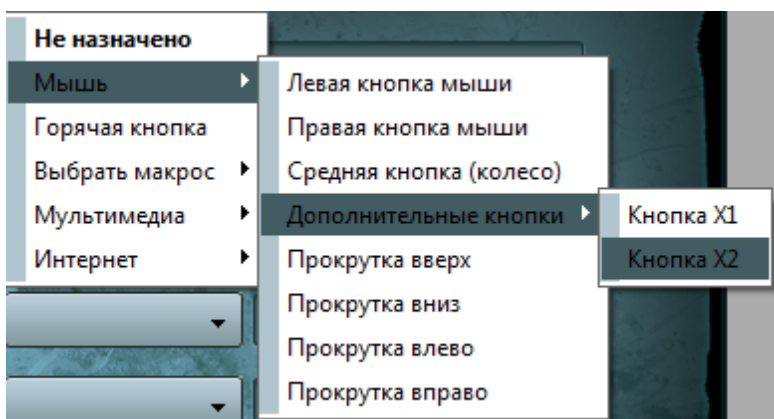 Не назначено
Мышь
Горячая кнопка
Выбрать макрос
Мультимедиа
Интернет
Левая кнопка мыши
Правая кнопка мыши
Средняя кнопка (колесо)
Дополнительные кнопки
Прокрутка вверх
Прокрутка вниз
Прокрутка влево
Прокрутка вправо
Кнопка X1
Кнопка X2